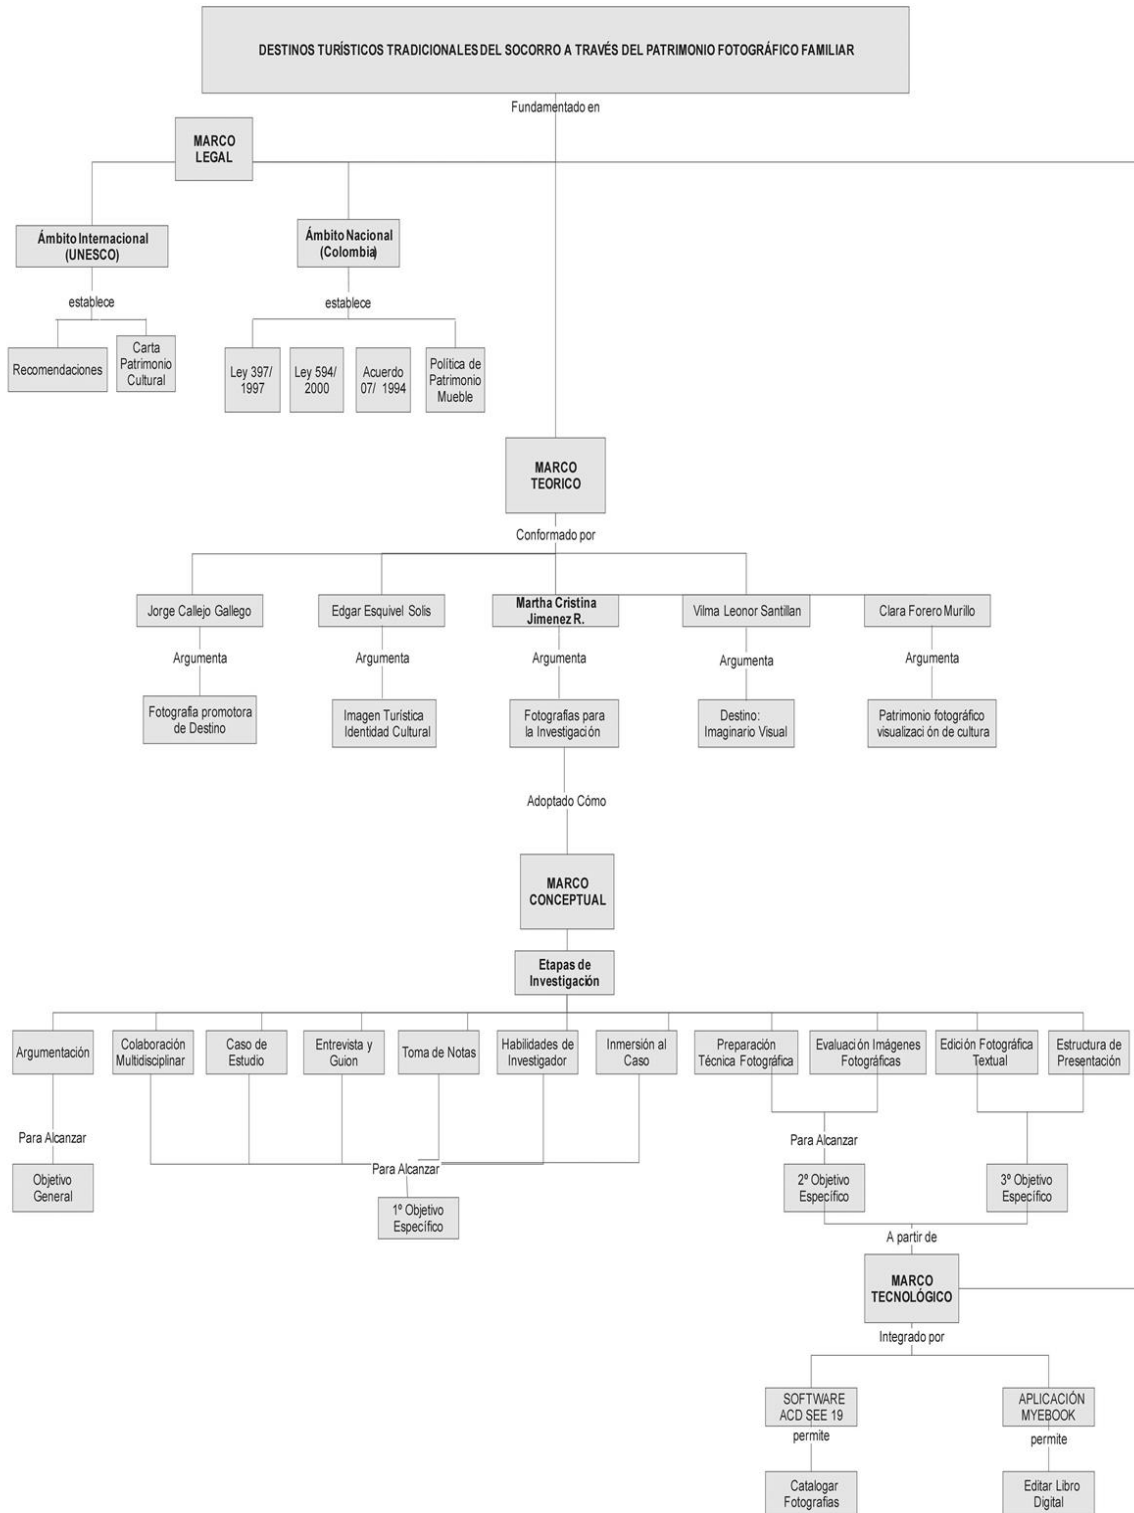 DESTINOS TURÍSTICOS TRADICIONALES DEL SOCORRO A TRAVÉS DEL PATRIMONIO FOTOGRÁFICO FAMILIAR
Fundamentado en
MARCO
LEGAL
Ámbito Internacional
(UNESCO)
Ámbito Nacional
(Colombia)
establece
establece
Recomendaciones
Carta
Patrimonio
Cultural
Ley 397/
1997
Ley 594/
2000
Acuerdo
07/ 1994
Política de
Patrimonio
Mueble
MARCO
TEORICO
Conformado por
Jorge Callejo Gallego
Edgar Esquivel Solis
Martha Cristina
Jimenez R.
Vilma Leonor Santillan
Clara Forero Murillo
Argumenta
Argumenta
Argumenta
Argumenta
Argumenta
Fotografía promotora
de Destino
Imagen Turística
Identidad Cultural
Fotografías para
la Investigación
Destino:
Imaginario Visual
Patrimonio fotográfico
visualizaci ón de cultura
Adoptado Cómo
MARCO
CONCEPTUAL
Etapas de
Investigación
Argumentación
Colaboración
Multidisciplinar
Caso de
Estudio
Entrevista y
Guion
Toma de Notas
Habilidades de
Investigador
Inmersión al
Caso
Preparación
Técnica Fotográfica
Evaluación Imágenes
Fotográficas
Edición Fotográfica
Textual
Estructura de
Presentación
Para Alcanzar
Para Alcanzar
Para Alcanzar
Objetivo
General
1º Objetivo
Específico
2º Objetivo
Específico
3º Objetivo
Específico
A partir de
MARCO
TECNOLÓGICO
Integrado por
SOFTWARE
ACD SEE 19
APLICACIÓN
MYEBOOK
permite
permite
Catalogar
Fotografias
Editar Libro
Digital